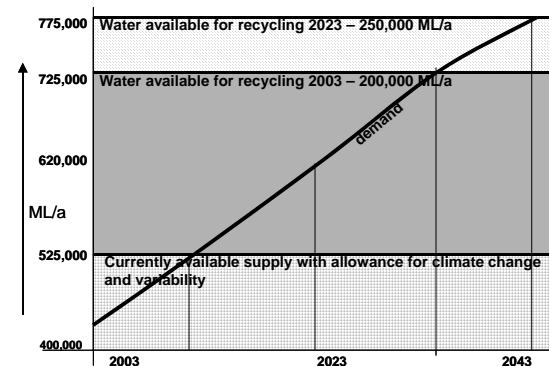 775,000
Water available for recycling 2023 – 250,000 ML/a
725,000
Water available for recycling 2003 – 200,000 ML/a
demand
620,000
ML/a
525,000
Currently available supply with allowance for climate change
and variability
400,000
2003
2023
2043